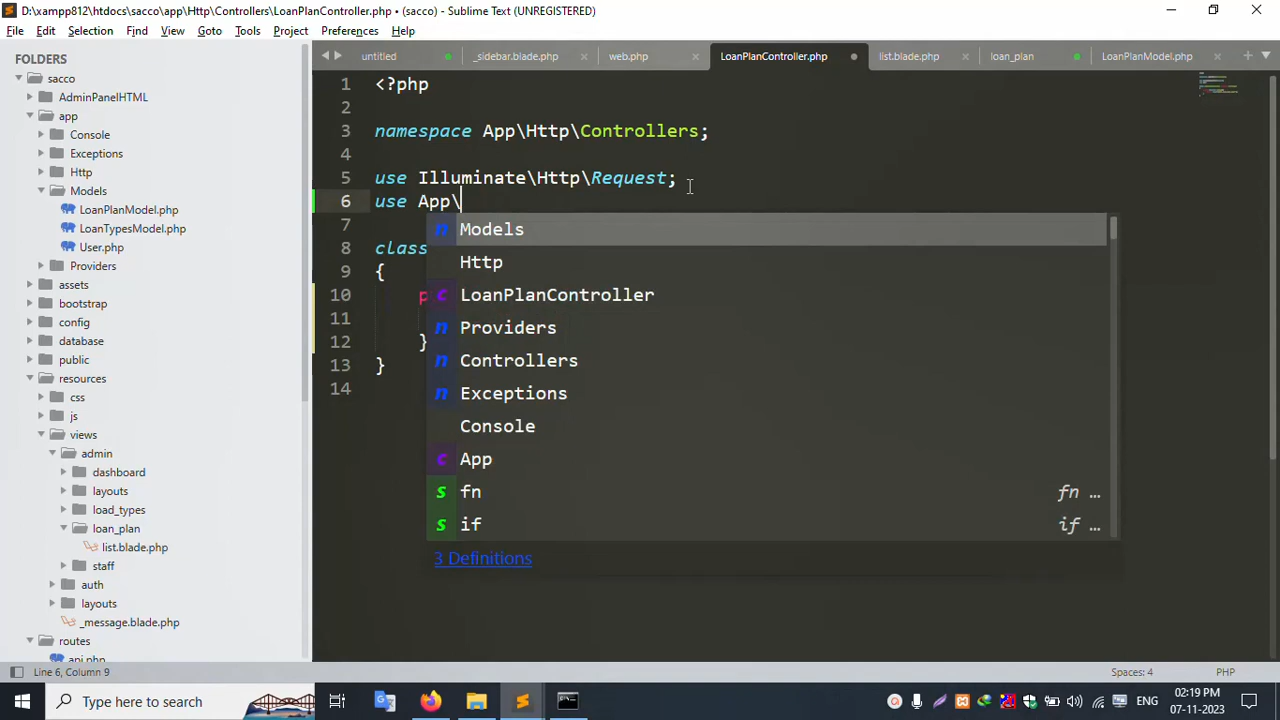 D:\xampp812\htdocs\sacco\app\Http\Controllers\LoanPlanController.php • (sacco) - Sublime Text (UNREGISTERED)
File Edit Selection Find View Goto Tools Project Preferences Help
FOLDERS
sacco
AdminPanelHTML
app
Console
Exceptions
Http
Models
LoanPlanModel.php
LoanTypesModel.php
User.php
Providers
assets
bootstrap
config
database
public
resources
css
js
views
admin
dashboard
layouts
load_types
loan_plan
list.blade.php
staff
auth
layouts
_message.blade.php
routes
api.php
untitled _sidebar.blade.php web.php LoanPlanController.php list.blade.php loan_plan LoanPlanModel.php
1 <?php
2
3 namespace App\Http\Controllers;
4
5 use Illuminate\Http\Request;
6 use App\
7
8 class
9 {
10 p
11
12 }
13 }
14
n Models
Http
c LoanPlanController
n Providers
n Controllers
n Exceptions
Console
c App
s fn fn ...
s if if ...
3 Definitions
Line 6, Column 9 Spaces: 4 PHP
Type here to search ENG 02:19 PM
07-11-2023